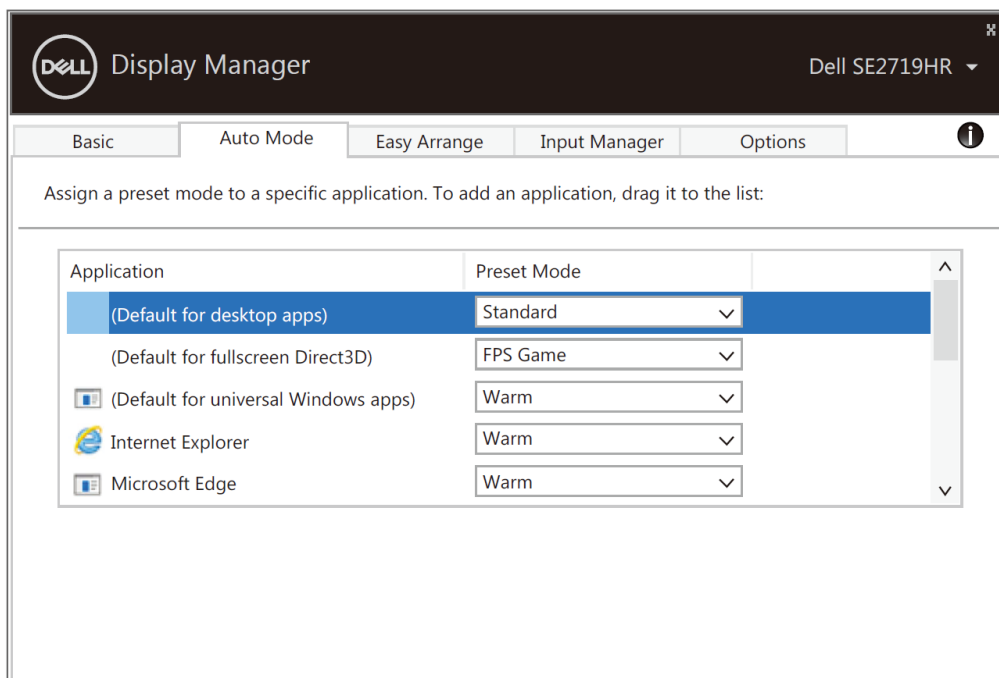 DELL Display Manager Dell SE2719HR
Basic Auto Mode Easy Arrange Input Manager Options
Assign a preset mode to a specific application. To add an application, drag it to the list:
Application Preset Mode
(Default for desktop apps) Standard
(Default for fullscreen Direct3D) FPS Game
(Default for universal Windows apps) Warm
Internet Explorer Warm
Microsoft Edge Warm